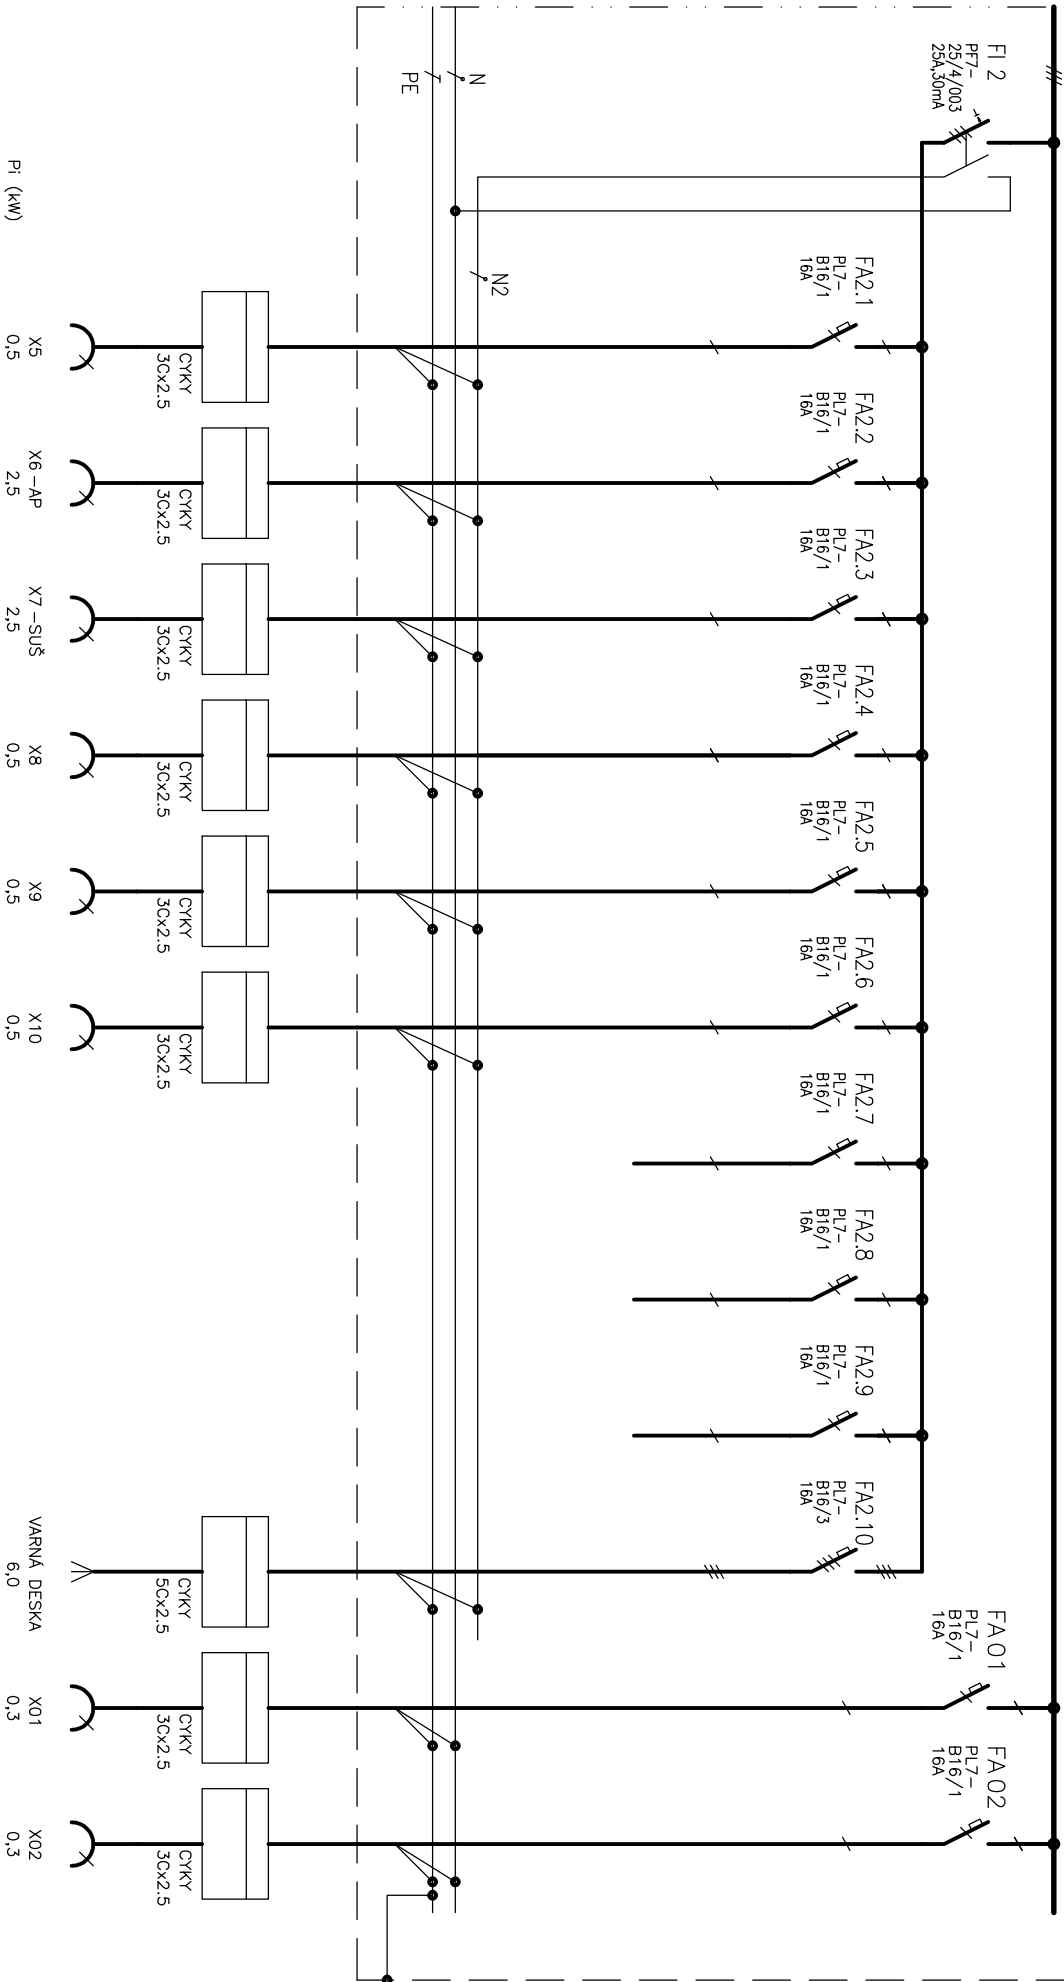 FI 2
PF7-
25/4/003
25A,30mA
N
PE
N2
FA2.1
PL7-
B16/1
16A
FA2.2
PL7-
B16/1
16A
FA2.3
PL7-
B16/1
16A
FA2.4
PL7-
B16/1
16A
FA2.5
PL7-
B16/1
16A
FA2.6
PL7-
B16/1
16A
FA2.7
PL7-
B16/1
16A
FA2.8
PL7-
B16/1
16A
FA2.9
PL7-
B16/1
16A
FA2.10
PL7-
B16/3
16A
FA01
PL7-
B16/1
16A
FA02
PL7-
B16/1
16A
CYKY
3Cx2.5
CYKY
3Cx2.5
CYKY
3Cx2.5
CYKY
3Cx2.5
CYKY
3Cx2.5
CYKY
3Cx2.5
CYKY
5Cx2.5
CYKY
3Cx2.5
CYKY
3Cx2.5
Pi (kW)
X5
0,5
X6-AP
2,5
X7-SUŠ
2,5
X8
0,5
X9
0,5
X10
0,5
VARNÁ DESKA
6,0
X01
0,3
X02
0,3